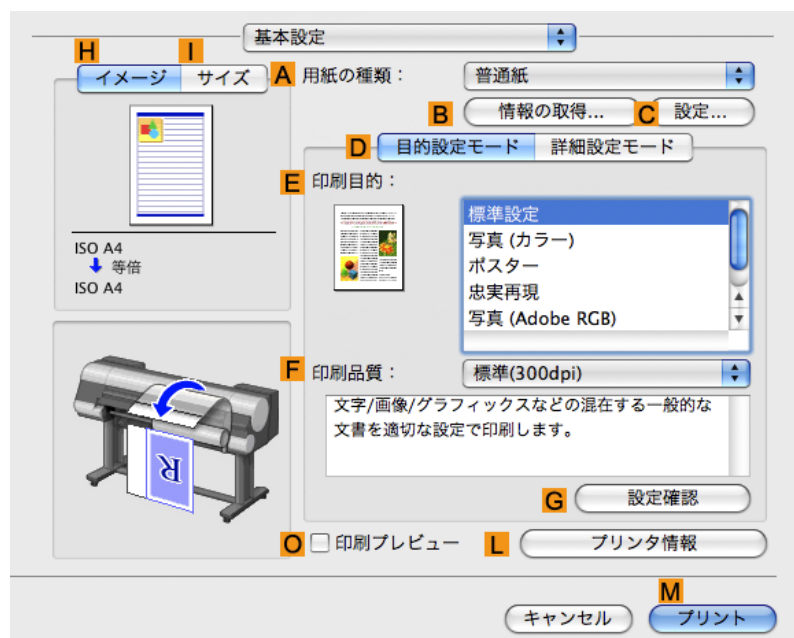 基本設定
H
I
イメージ サイズ
A 用紙の種類： 普通紙
B 情報の取得... C 設定...
D 目的設定モード 詳細設定モード
E 印刷目的：
標準設定
写真 (カラー)
ポスター
忠実再現
写真 (Adobe RGB)
ISO A4
等倍
ISO A4
F 印刷品質： 標準(300dpi)
文字/画像/グラフィックスなどの混在する一般的な
文書を適切な設定で印刷します。
R
G 設定確認
O 印刷プレビュー L プリンタ情報
M
キャンセル プリント